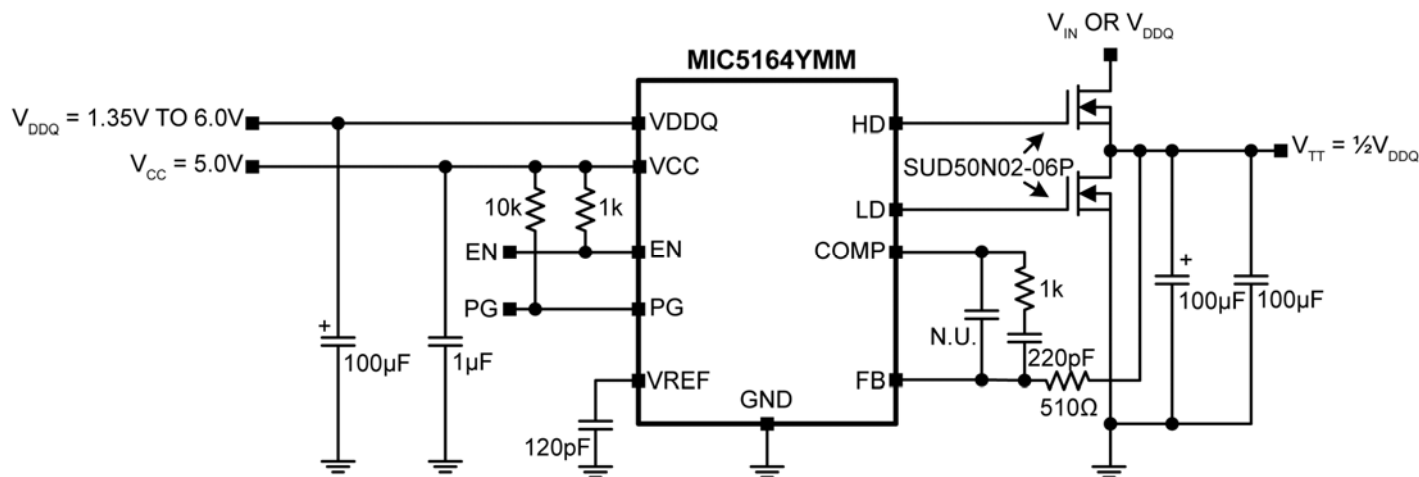 V_IN OR V_DDQ
MIC5164YMM
V_DDQ = 1.35V TO 6.0V
VDDQ
HD
V_CC = 5.0V
VCC
SUD50N02-06P
V_TT = ½V_DDQ
10k
1k
LD
EN
EN
COMP
PG
PG
1k
+
100µF
100µF
N.U.
+
100µF
1µF
220pF
VREF
FB
510Ω
GND
120pF